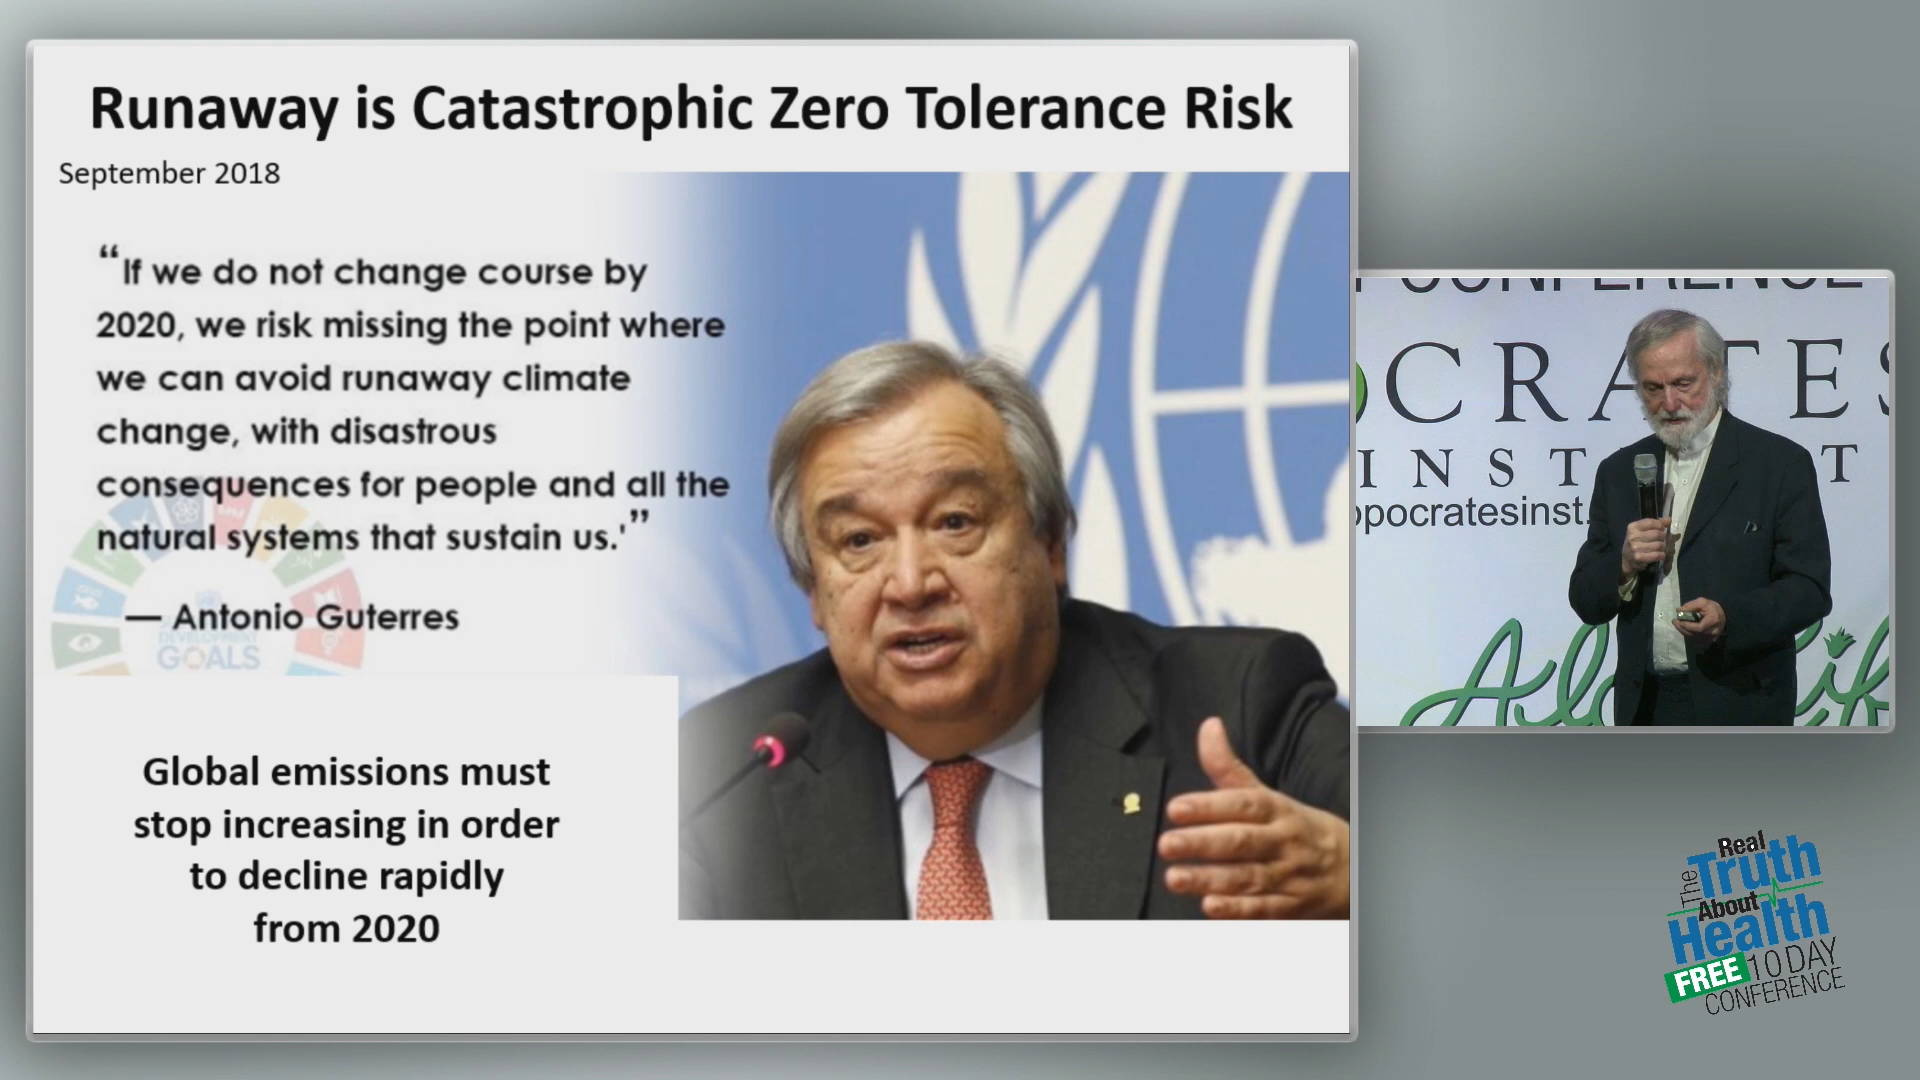 Runaway is Catastrophic Zero Tolerance Risk
September 2018
“If we do not change course by
2020, we risk missing the point where
we can avoid runaway climate
change, with disastrous
consequences for people and all the
natural systems that sustain us.'”
— Antonio Guterres
DEVELOPMENT
GOALS
Global emissions must
stop increasing in order
to decline rapidly
from 2020
CONFERENCE
OCRATES
INST T
ppocratesinst.
The Real
Truth
About
Health
FREE 10 DAY
CONFERENCE